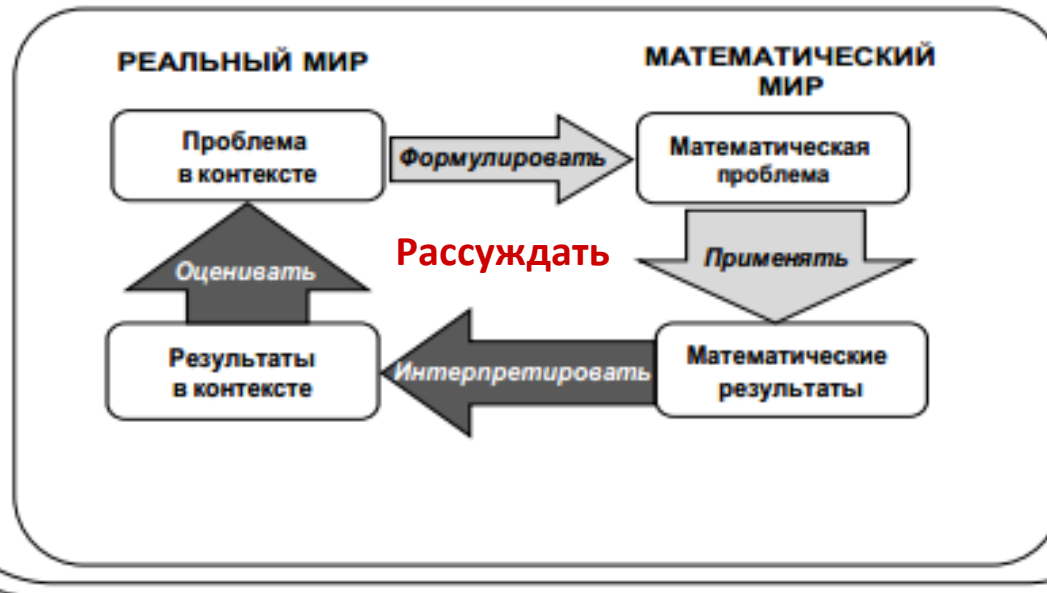 РЕАЛЬНЫЙ МИР
МАТЕМАТИЧЕСКИЙ
МИР
Проблема
в контексте
Формулировать
Математическая
проблема
Оценивать
Рассуждать
Применять
Результаты
в контексте
Интерпретировать
Математические
результаты